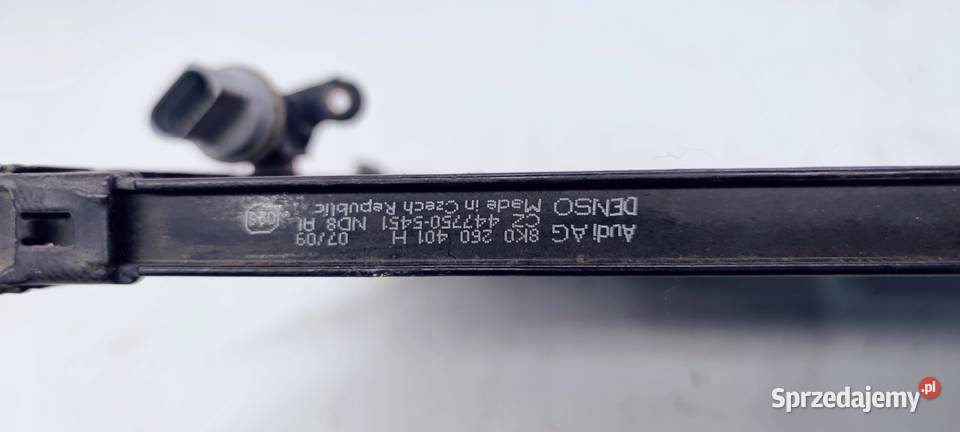 Audi AG
8K0 260 401 H 07/09
CZ 447750-5451 ND8 Al
DENSO Made in Czech Republic
Sprzedajemy.pl